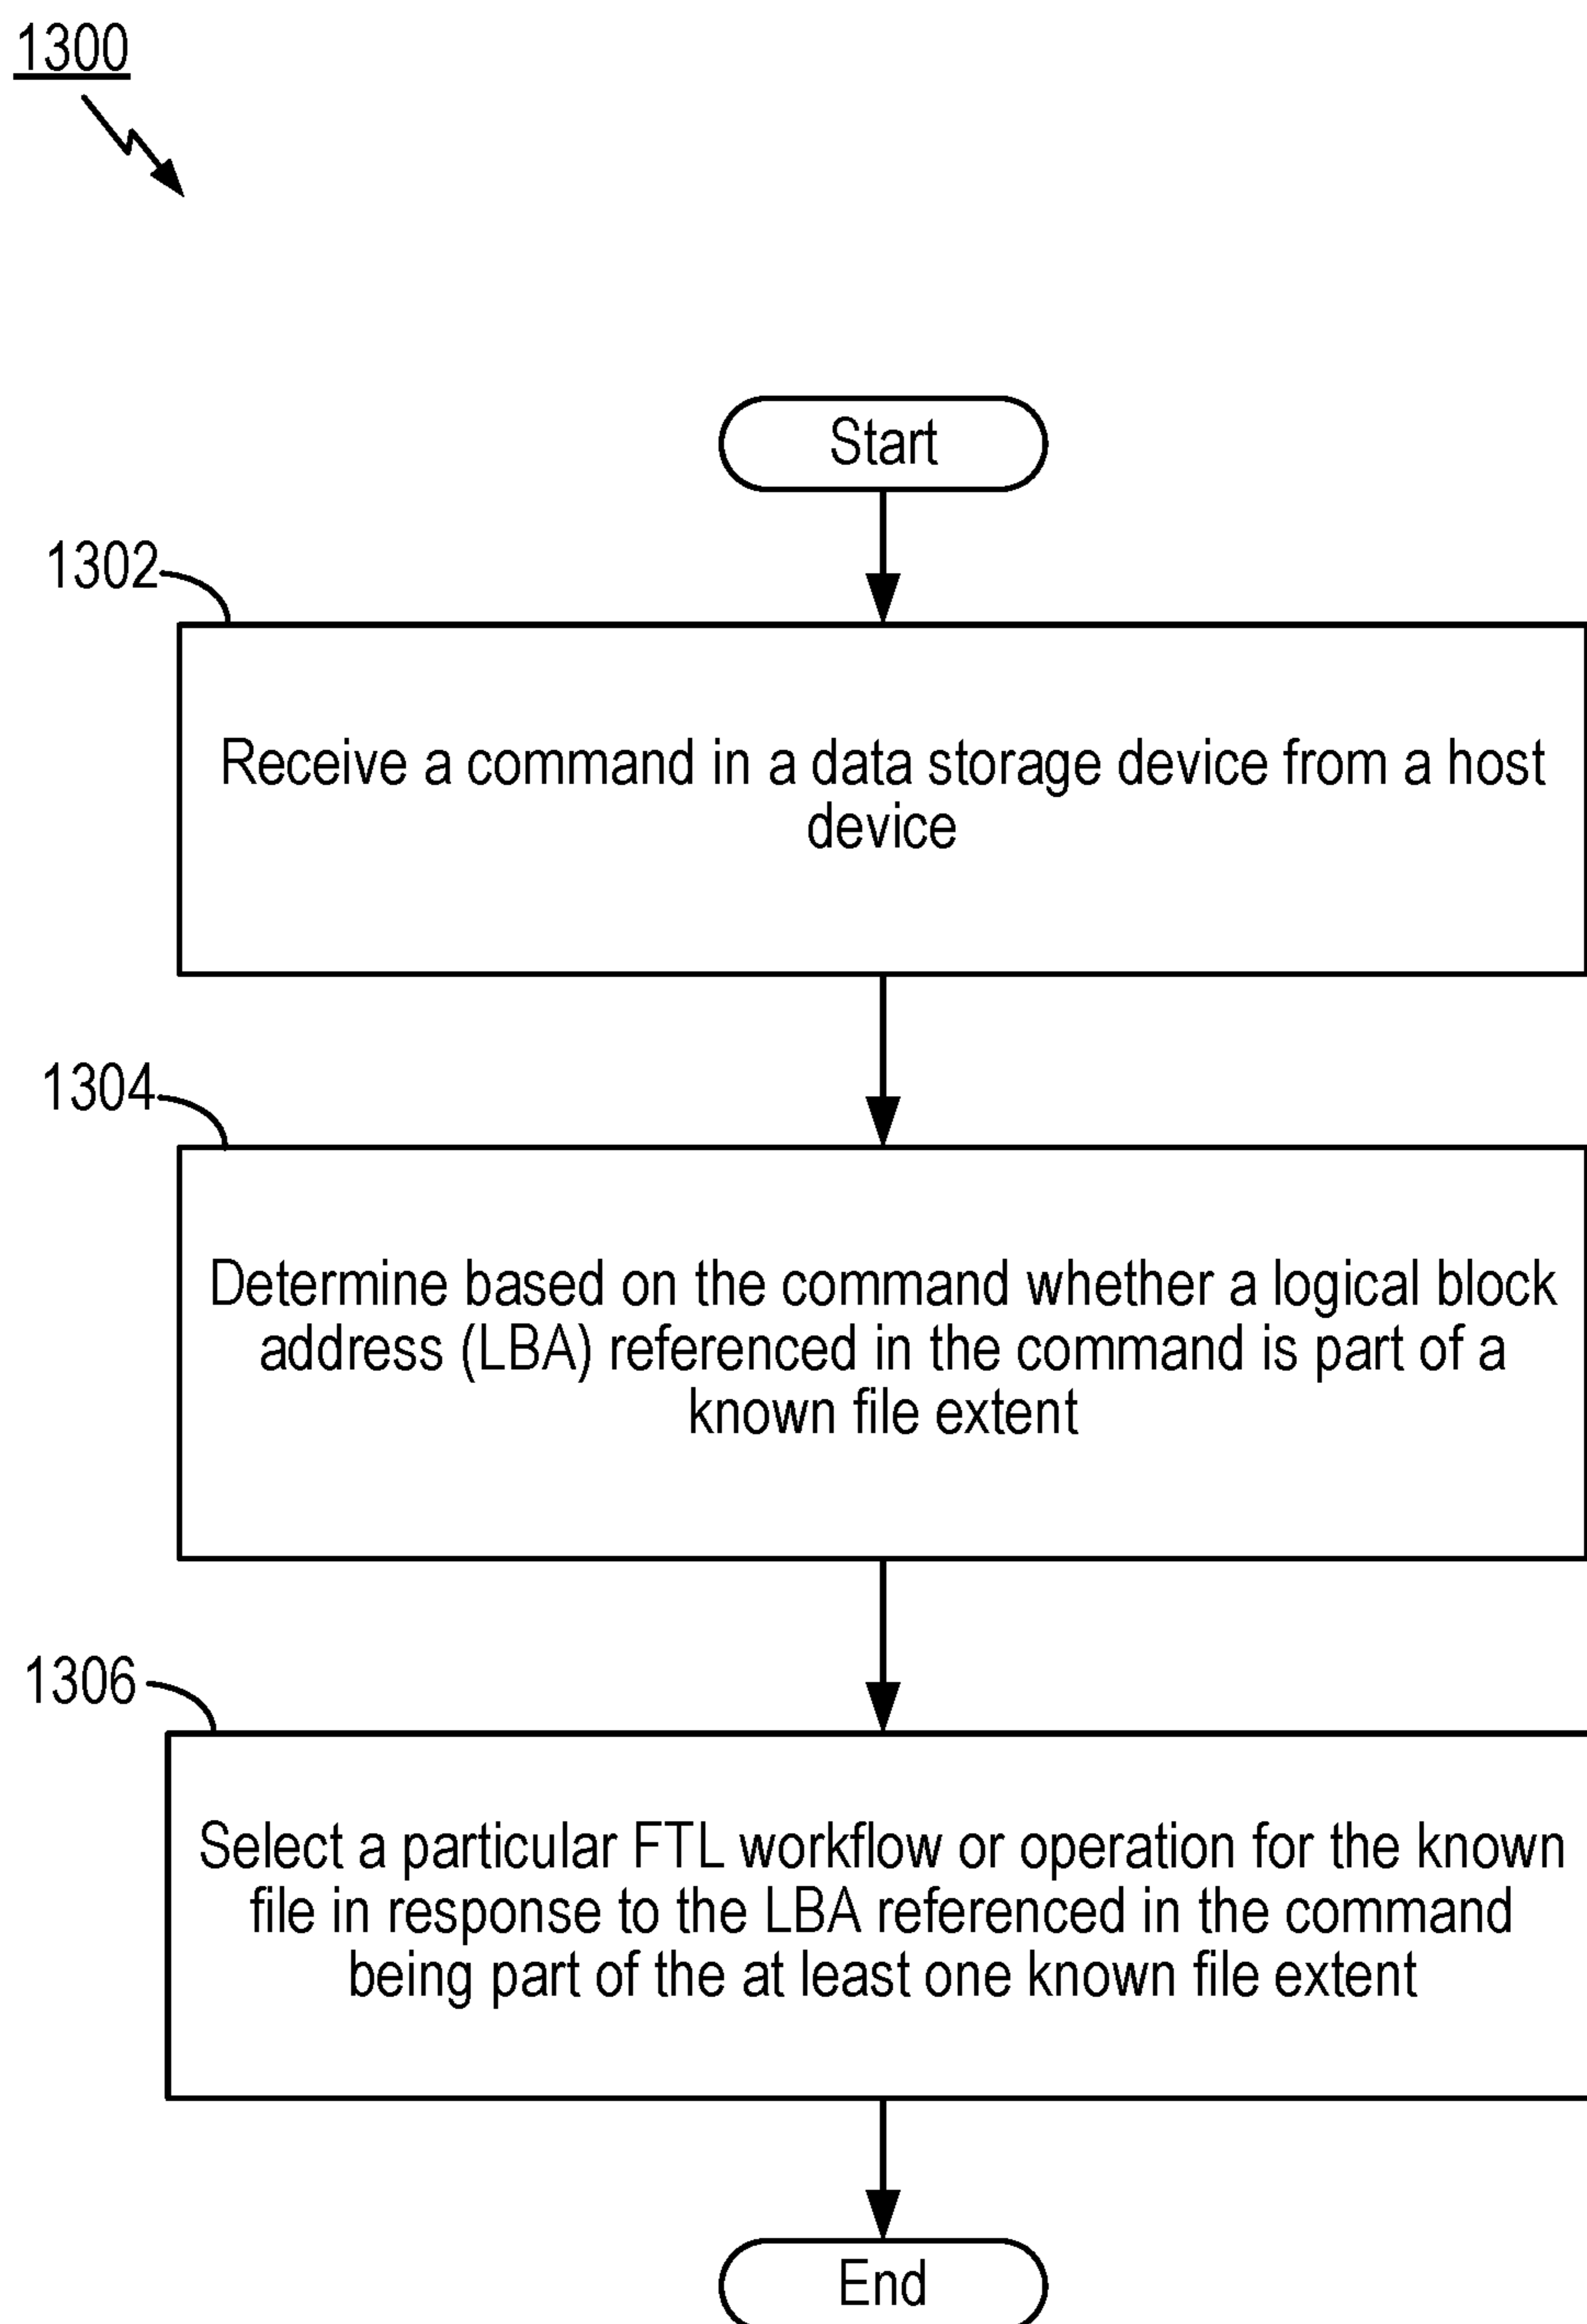 1300
Start
1302
Receive a command in a data storage device from a host
device
1304
Determine based on the command whether a logical block
address (LBA) referenced in the command is part of a
known file extent
1306
Select a particular FTL workflow or operation for the known
file in response to the LBA referenced in the command
being part of the at least one known file extent
End